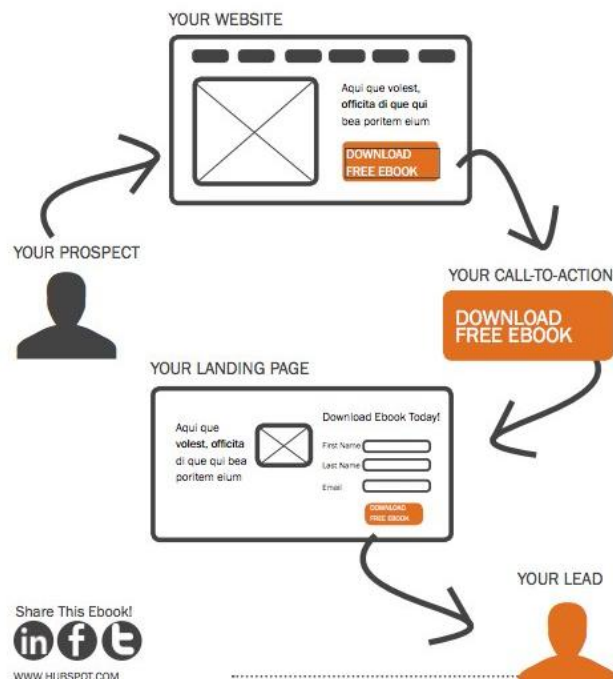 YOUR WEBSITE
Aqui que volest,
officita di que qui
bea poritem eium
DOWNLOAD
FREE EBOOK
YOUR PROSPECT
YOUR CALL-TO-ACTION
DOWNLOAD
FREE EBOOK
YOUR LANDING PAGE
Aqui que
volest, officita
di que qui bea
poritem eium
Download Ebook Today!
First Name
Last Name
Email
DOWNLOAD
FREE EBOOK
YOUR LEAD
Share This Ebook!
in f t
WWW.HUBSPOT.COM